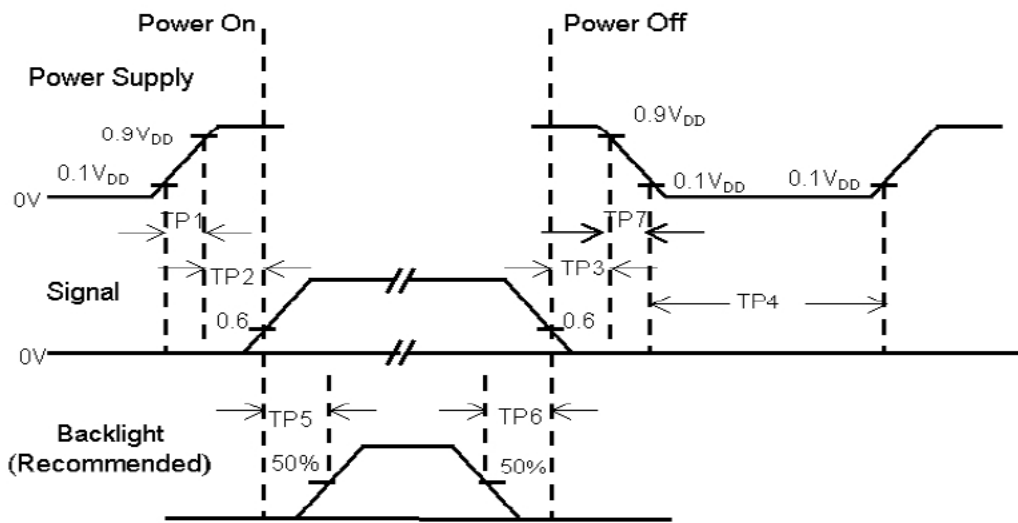 Power On
Power Off
Power Supply
0.9VDD
0.9VDD
0.1VDD
0.1VDD
0.1VDD
0V
TP1
TP7
TP2
TP3
TP4
Signal
0.6
0.6
0V
TP5
TP6
Backlight
(Recommended)
50%
50%